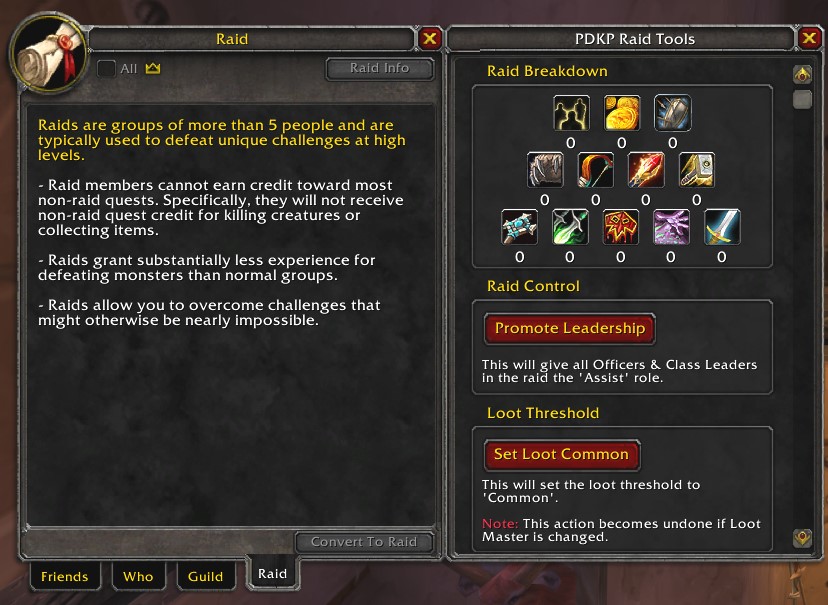 Raid
All
Raid Info
Raids are groups of more than 5 people and are
typically used to defeat unique challenges at high
levels.
- Raid members cannot earn credit toward most
non-raid quests. Specifically, they will not receive
non-raid quest credit for killing creatures or
collecting items.
- Raids grant substantially less experience for
defeating monsters than normal groups.
- Raids allow you to overcome challenges that
might otherwise be nearly impossible.
Convert To Raid
Friends
Who
Guild
Raid
PDKP Raid Tools
Raid Breakdown
0 0 0
0 0 0 0
0 0 0 0 0
Raid Control
Promote Leadership
This will give all Officers & Class Leaders
in the raid the 'Assist' role.
Loot Threshold
Set Loot Common
This will set the loot threshold to
'Common'.
Note: This action becomes undone if Loot
Master is changed.